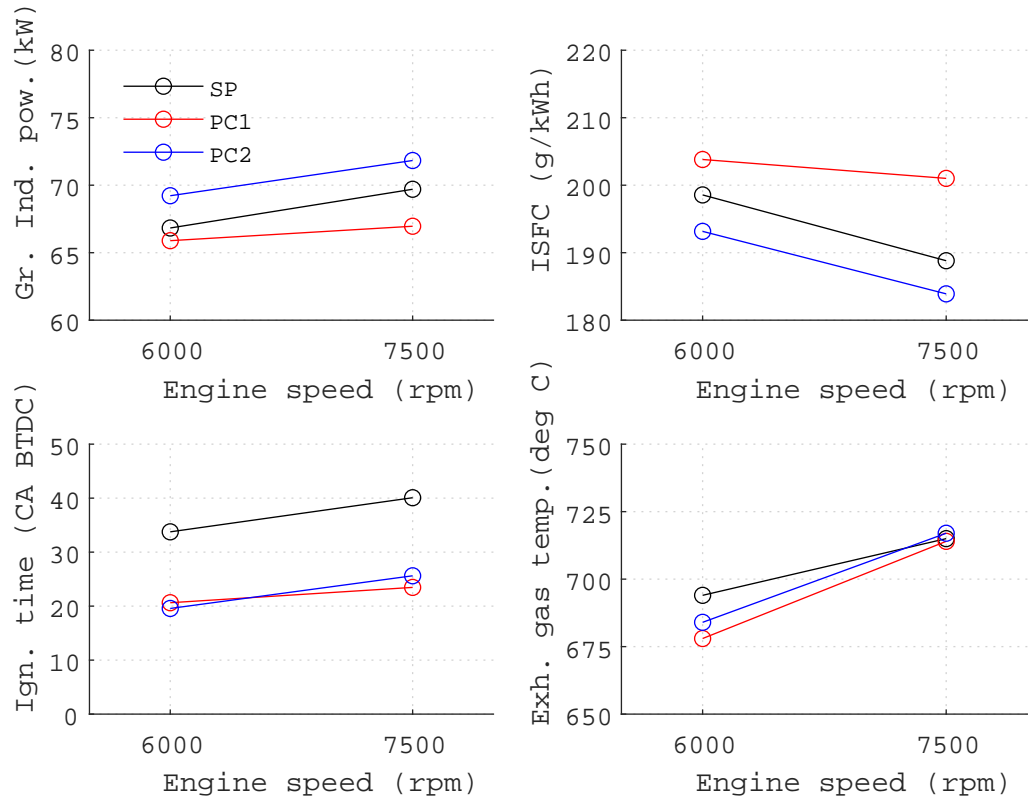 Gr. Ind. pow.(kW)
80
75
70
65
60
SP
PC1
PC2
6000 7500
Engine speed (rpm)
ISFC (g/kWh)
220
210
200
190
180
6000 7500
Engine speed (rpm)
Ign. time (CA BTDC)
50
40
30
20
10
0
6000 7500
Engine speed (rpm)
Exh. gas temp.(deg C)
750
725
700
675
650
6000 7500
Engine speed (rpm)